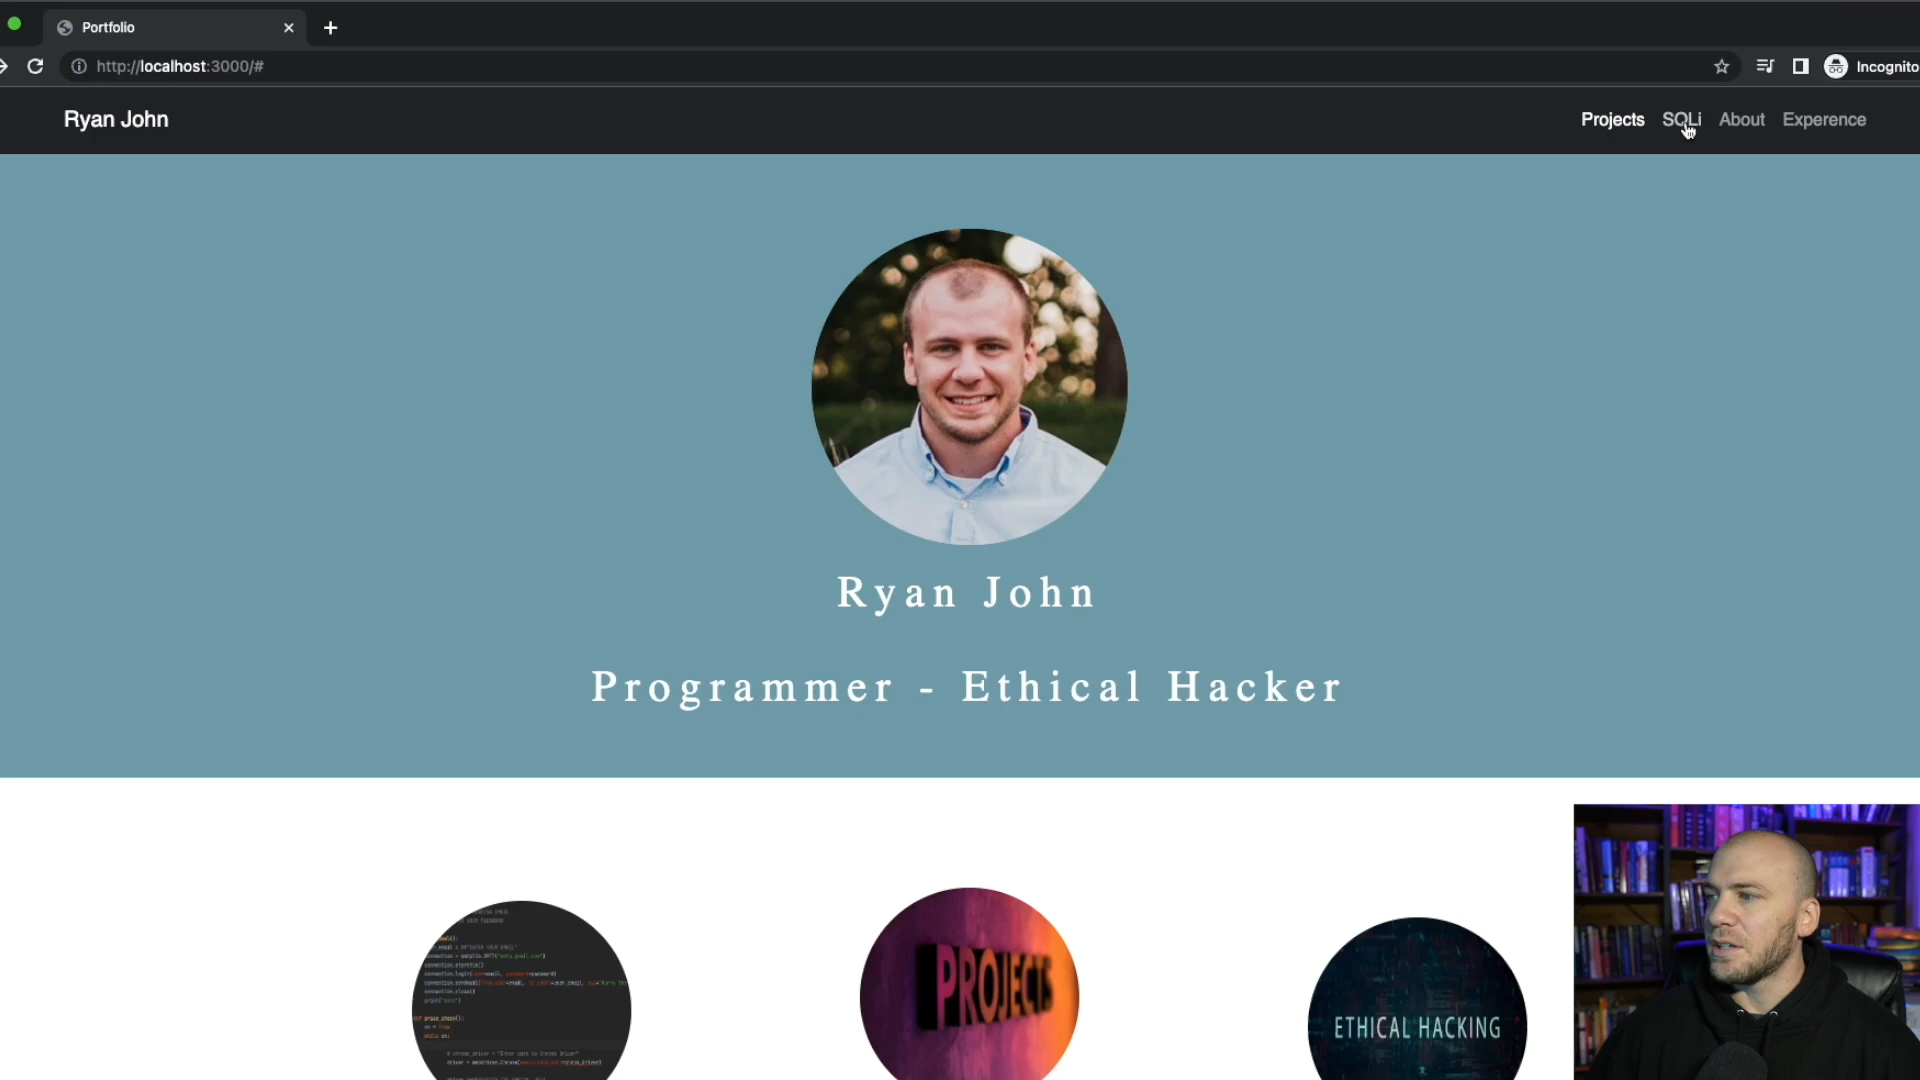 Portfolio
http://localhost:3000/#
Incognito
Ryan John
Projects SQLi About Experence
Ryan John
Programmer - Ethical Hacker
PROJECTS
ETHICAL HACKING